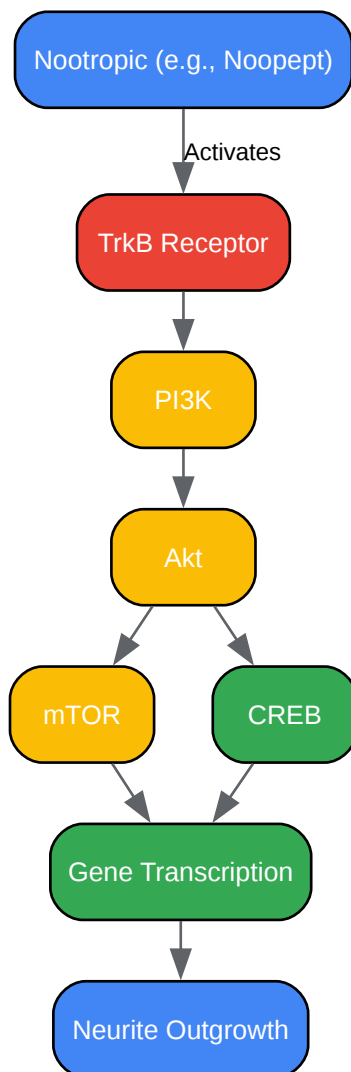 Nootropic (e.g., Noopept)
Activates
TrkB Receptor
PI3K
Akt
mTOR
CREB
Gene Transcription
Neurite Outgrowth